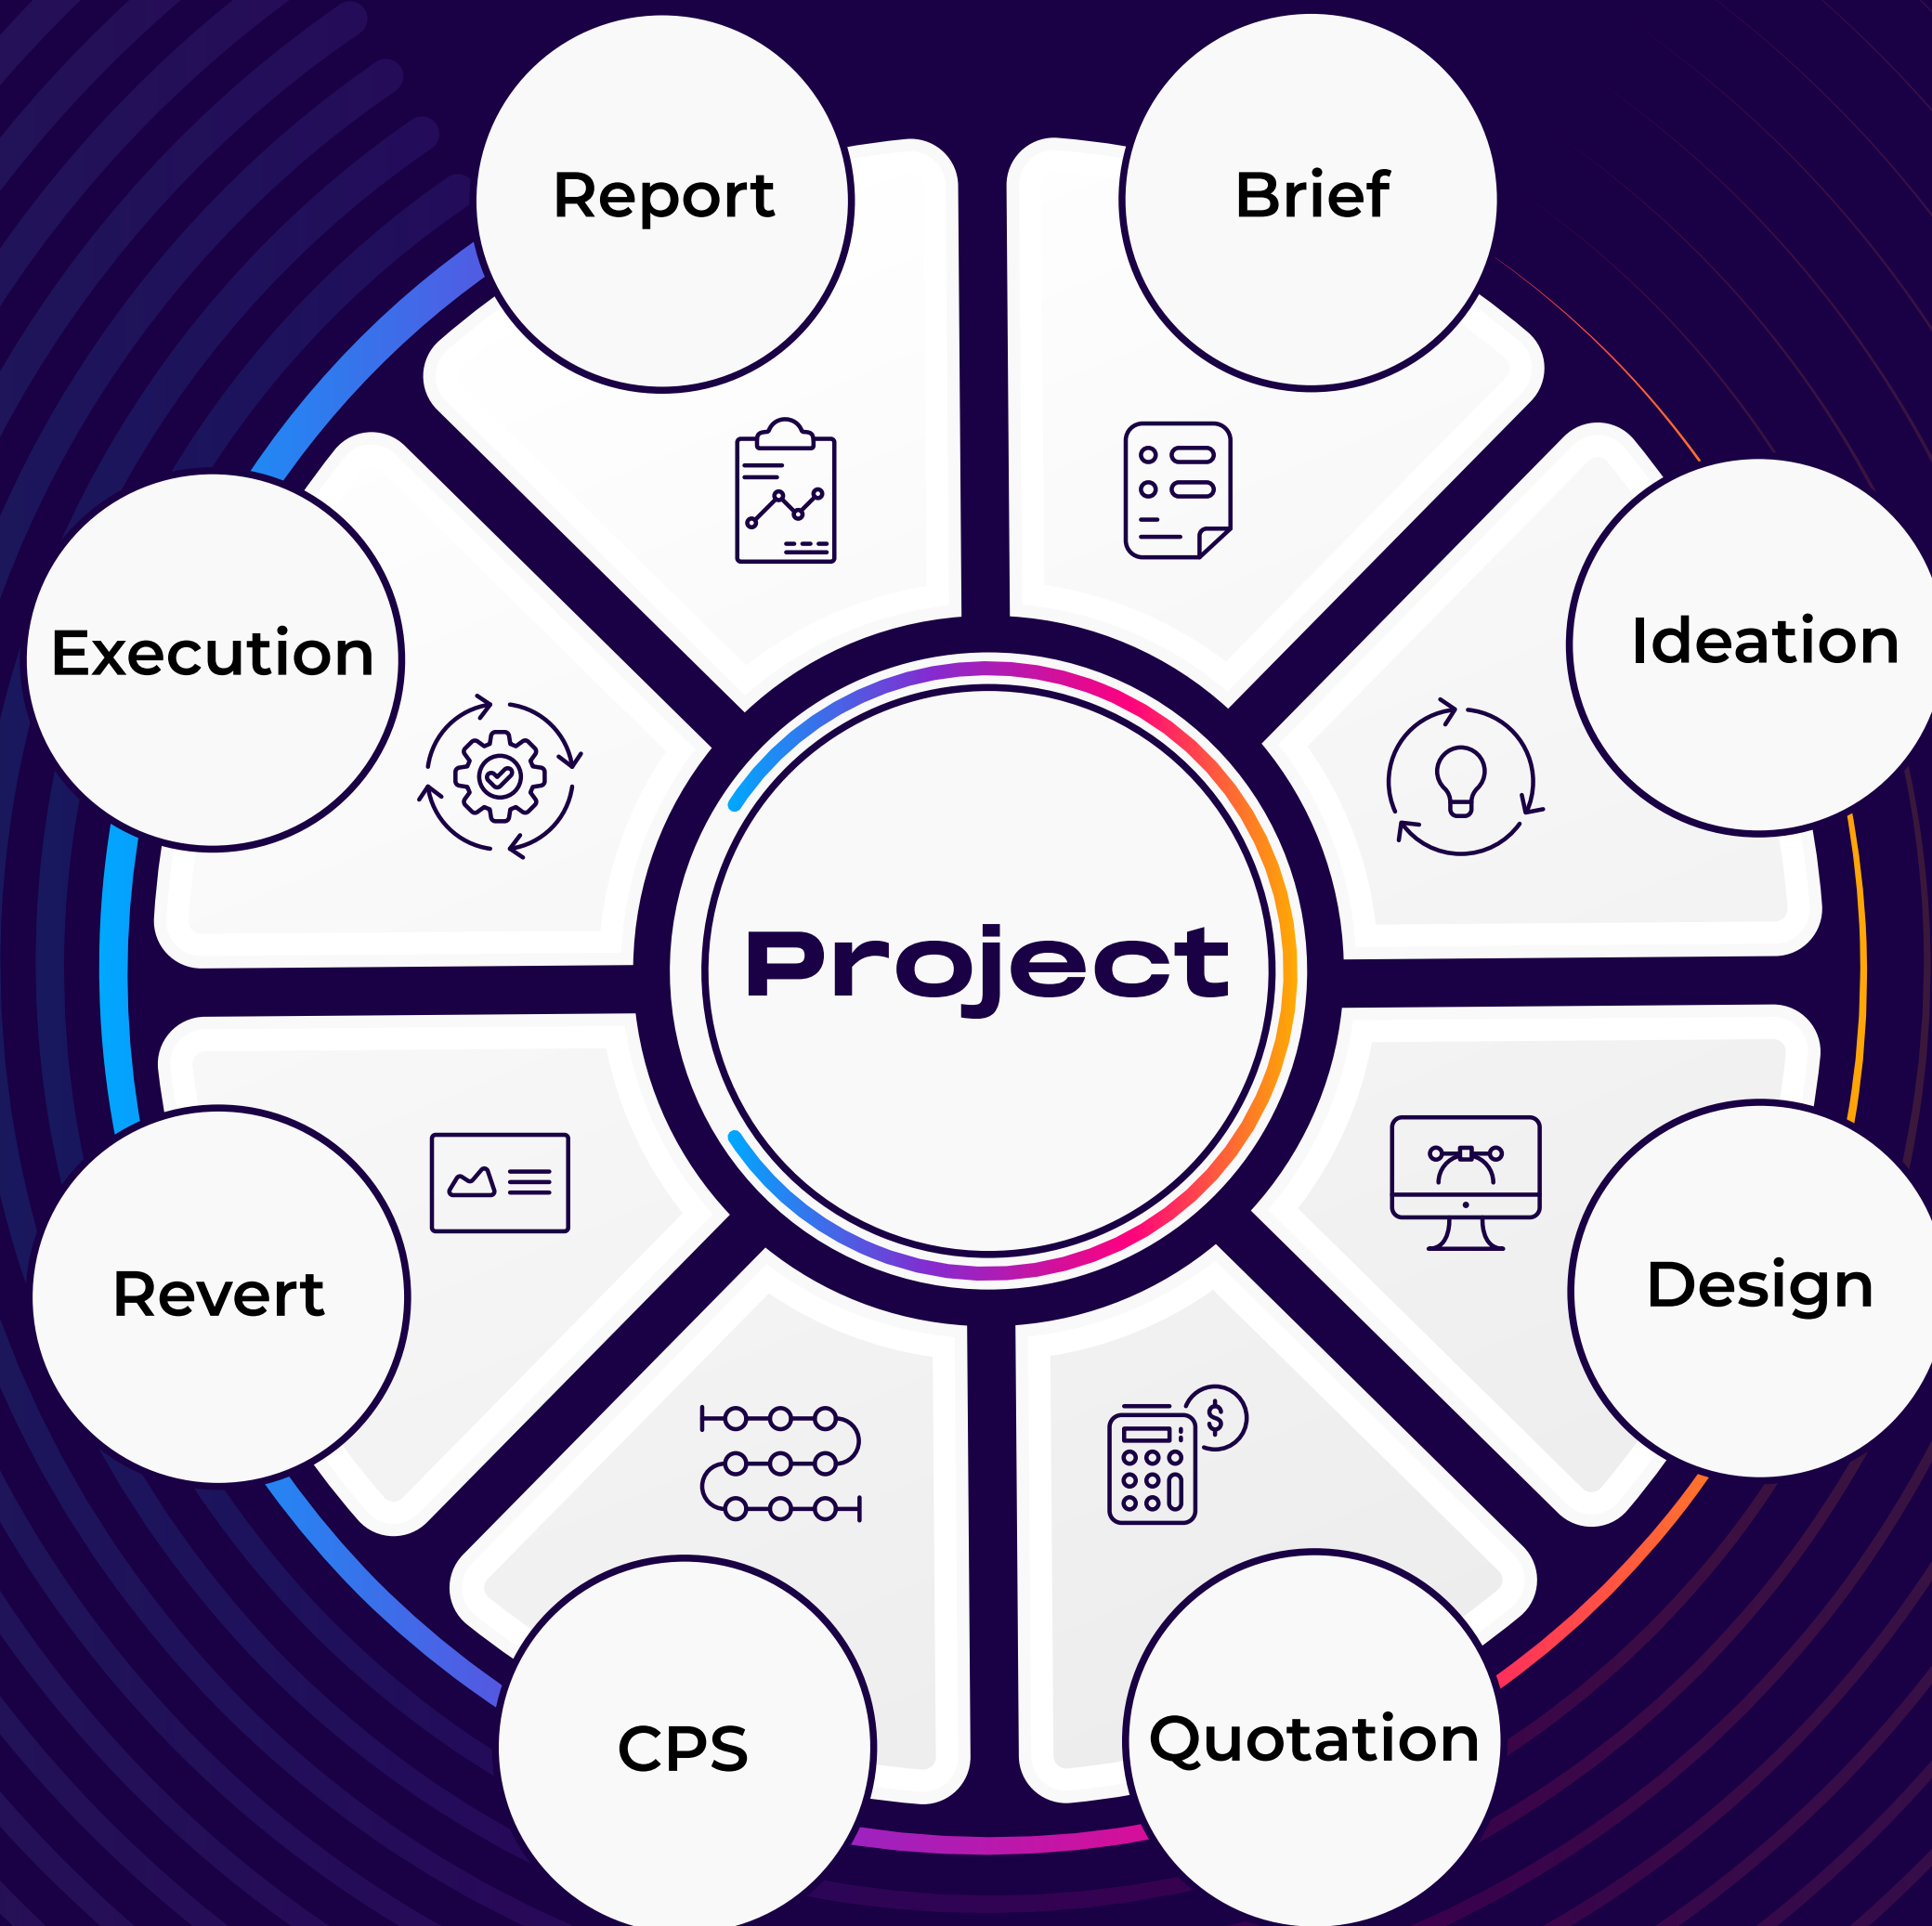 Report
Brief
Execution
Ideation
Project
Revert
Design
CPS
Quotation
$